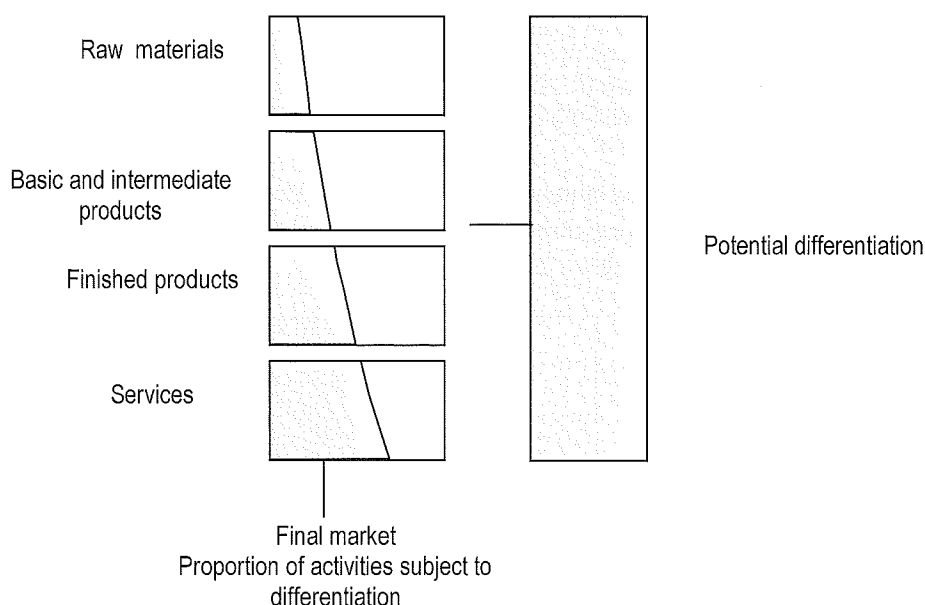 Raw materials
Basic and intermediate
products
Potential differentiation
Finished products
Services
Final market
Proportion of activities subject to
differentiation